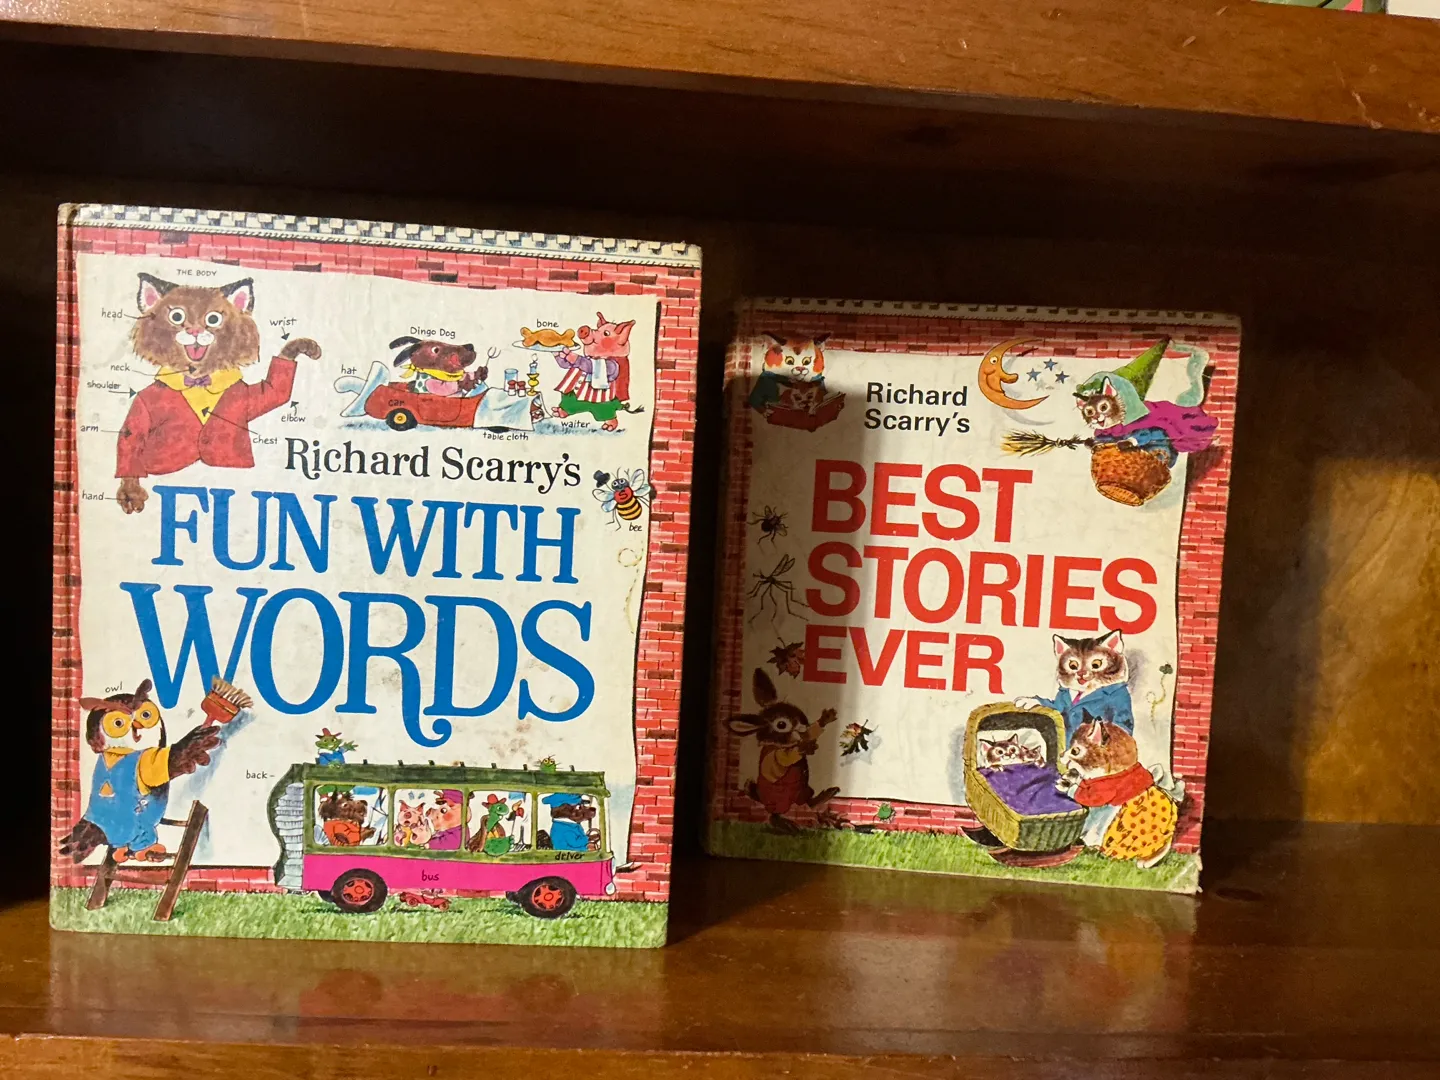 THE BODY
head
wrist
neck
shoulder
elbow
arm
chest
hand
Dingo Dog
bone
hat
car
table cloth
waiter
Richard Scarry's
bee
FUN WITH
WORDS
owl
back
driver
bus
Richard
Scarry's
BEST
STORIES
EVER